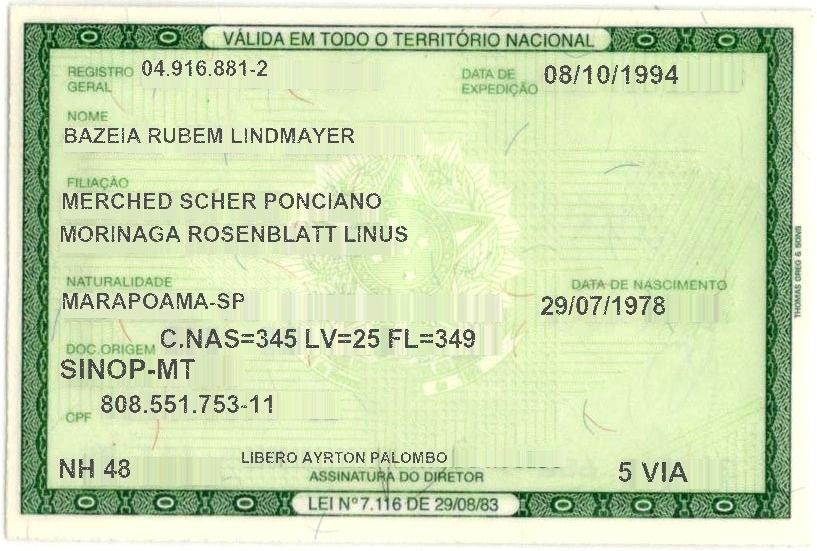 VÁLIDA EM TODO O TERRITÓRIO NACIONAL
REGISTRO GERAL 04.916.881-2 DATA DE EXPEDIÇÃO 08/10/1994
NOME
BAZEIA RUBEM LINDMAYER
FILIAÇÃO
MERCHED SCHER PONCIANO
MORINAGA ROSENBLATT LINUS
NATURALIDADE DATA DE NASCIMENTO
MARAPOAMA-SP 29/07/1978
DOC.ORIGEM C.NAS=345 LV=25 FL=349
SINOP-MT
CPF 808.551.753-11
NH 48 LIBERO AYRTON PALOMBO 5 VIA
ASSINATURA DO DIRETOR
LEI Nº 7.116 DE 29/08/83
THOMAS GREG & SONS